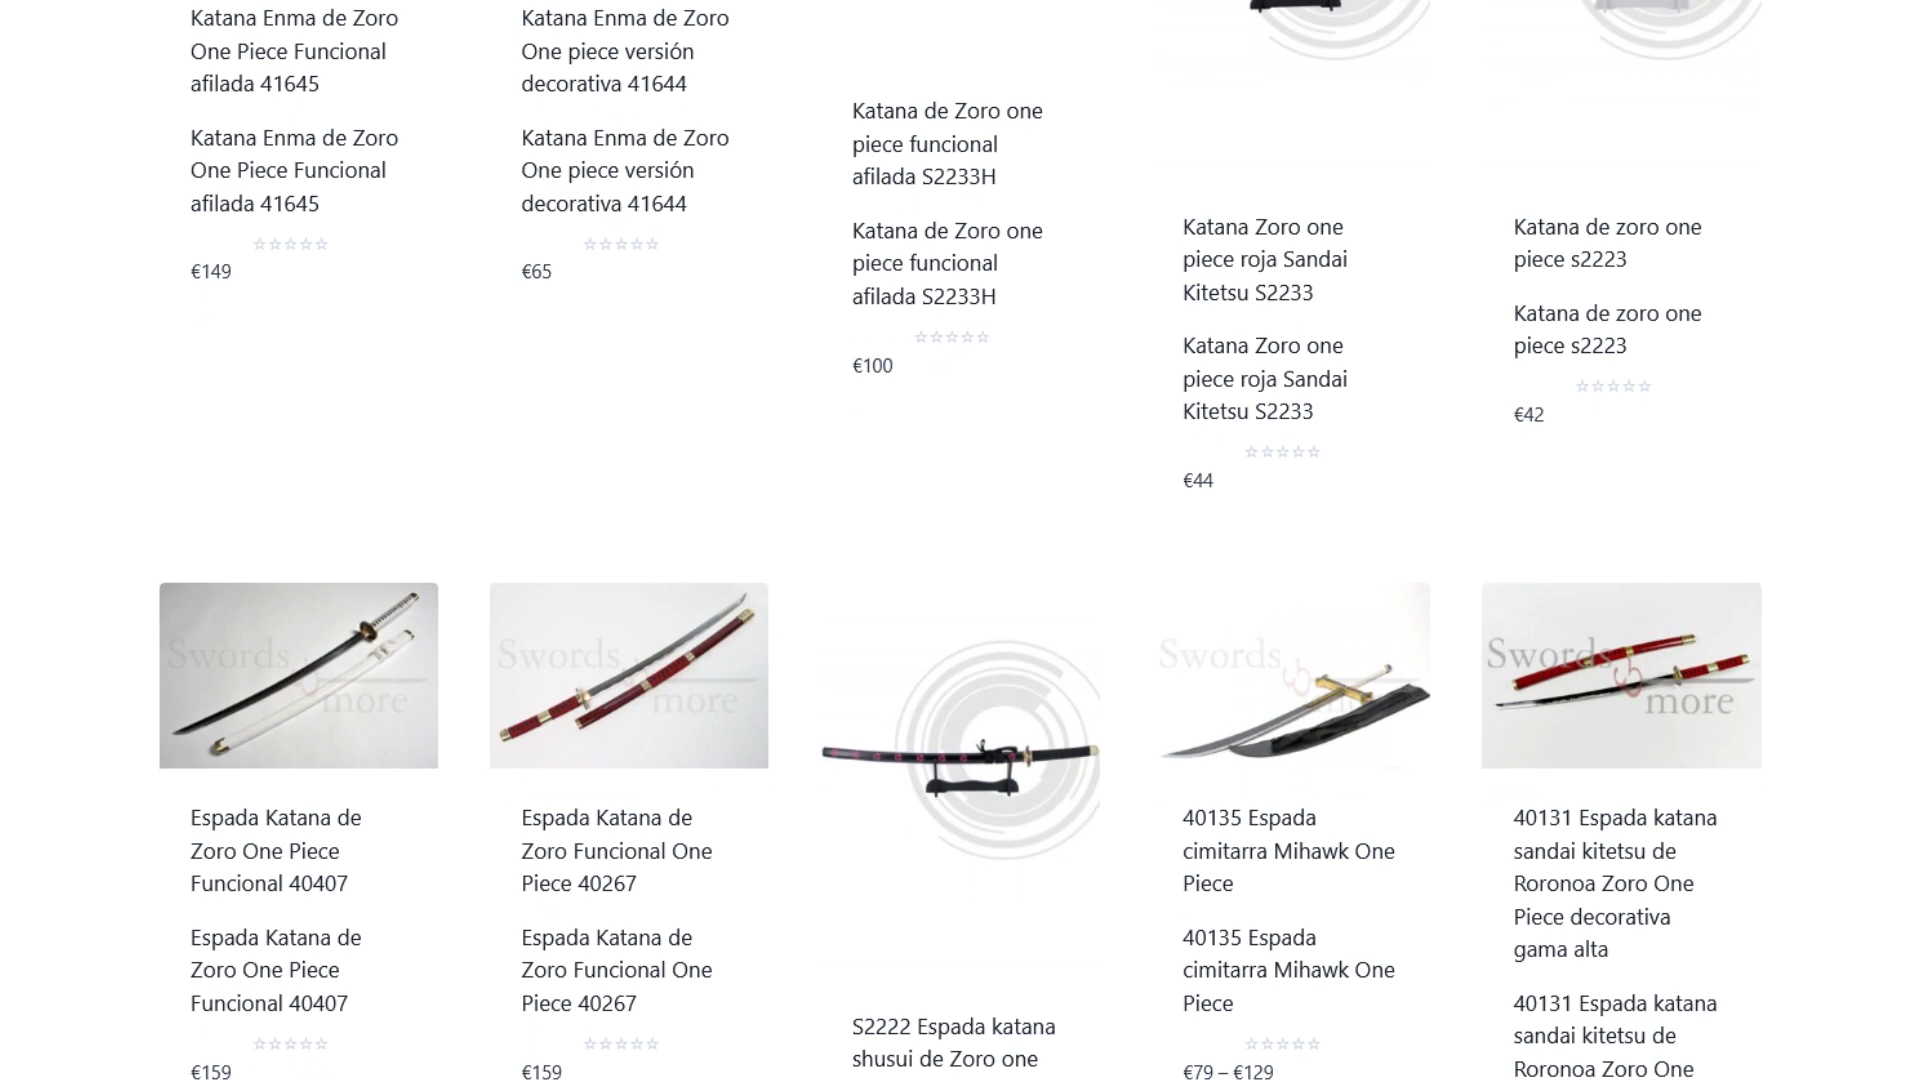 Katana Enma de Zoro
One Piece Funcional
afilada 41645
Katana Enma de Zoro
One Piece Funcional
afilada 41645
☆☆☆☆☆
€149
Katana Enma de Zoro
One piece versión
decorativa 41644
Katana Enma de Zoro
One piece versión
decorativa 41644
☆☆☆☆☆
€65
Katana de Zoro one
piece funcional
afilada S2233H
Katana de Zoro one
piece funcional
afilada S2233H
☆☆☆☆☆
€100
Katana Zoro one
piece roja Sandai
Kitetsu S2233
Katana Zoro one
piece roja Sandai
Kitetsu S2233
☆☆☆☆☆
€44
Katana de zoro one
piece s2223
Katana de zoro one
piece s2223
☆☆☆☆☆
€42
Swords
more
Espada Katana de
Zoro One Piece
Funcional 40407
Espada Katana de
Zoro One Piece
Funcional 40407
☆☆☆☆☆
€159
Swords
more
Espada Katana de
Zoro Funcional One
Piece 40267
Espada Katana de
Zoro Funcional One
Piece 40267
☆☆☆☆☆
€159
S2222 Espada katana
shusui de Zoro one
Swords
more
40135 Espada
cimitarra Mihawk One
Piece
40135 Espada
cimitarra Mihawk One
Piece
☆☆☆☆☆
€79 – €129
Swords
more
40131 Espada katana
sandai kitetsu de
Roronoa Zoro One
Piece decorativa
gama alta
40131 Espada katana
sandai kitetsu de
Roronoa Zoro One